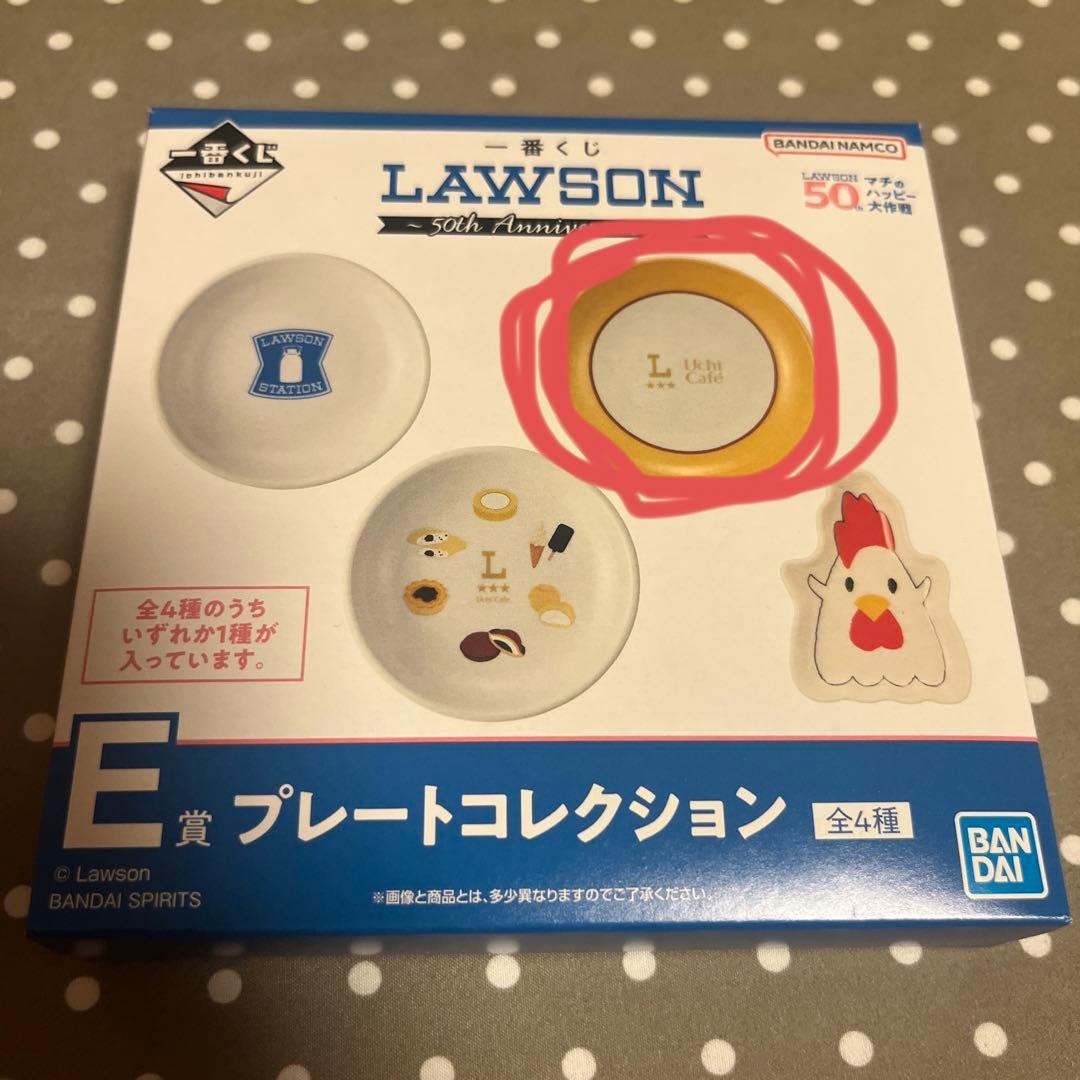 一番くじ
ichibankuji
一番くじ
LAWSON
~ 50th
BANDAI NAMCO
LAWSON
50th
マチの
ハッピー
大作戦
LAWSON
STATION
L
★★★
Uchi
Café
L
★★★
Uchi Café
全4種のうち
いずれか1種が
入っています。
E賞 プレートコレクション 全4種
© Lawson
BANDAI SPIRITS
※画像と商品とは、多少異なりますのでご了承ください。
BAN
DAI